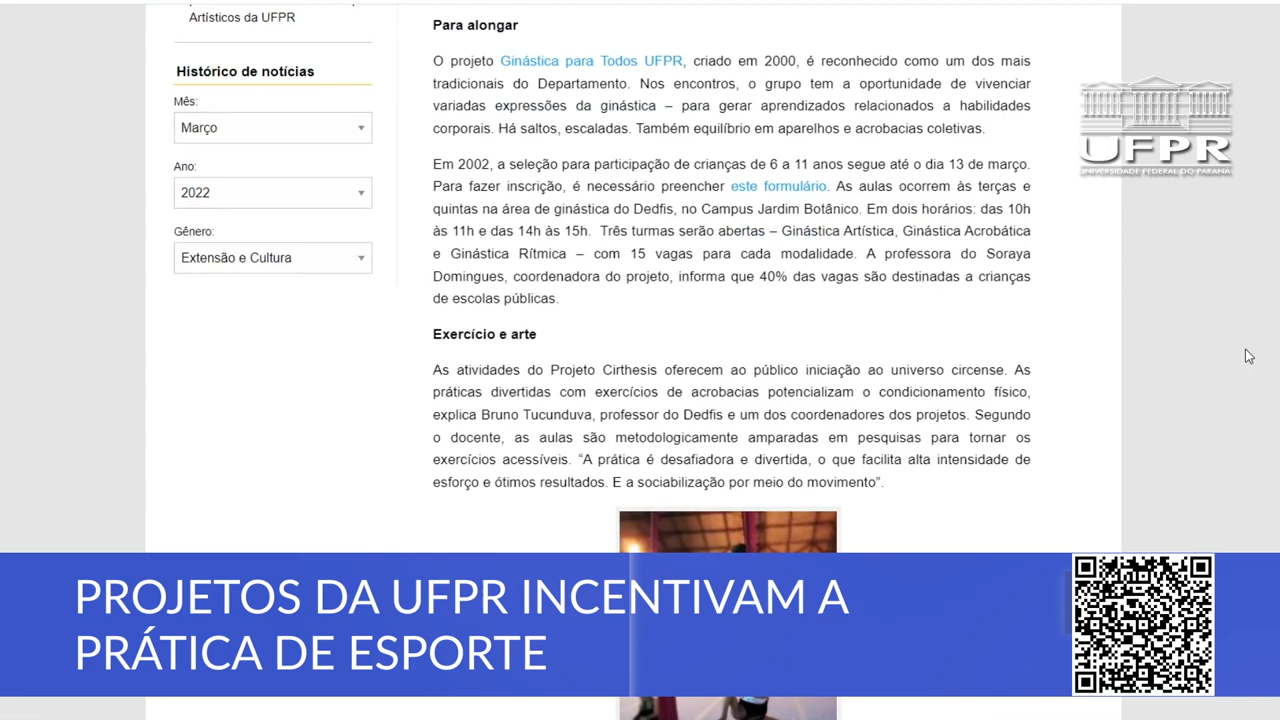 Artísticos da UFPR
Histórico de notícias
Mês:
Março
Ano:
2022
Gênero:
Extensão e Cultura
Para alongar
O projeto Ginástica para Todos UFPR, criado em 2000, é reconhecido como um dos mais
tradicionais do Departamento. Nos encontros, o grupo tem a oportunidade de vivenciar
variadas expressões da ginástica – para gerar aprendizados relacionados a habilidades
corporais. Há saltos, escaladas. Também equilíbrio em aparelhos e acrobacias coletivas.
Em 2002, a seleção para participação de crianças de 6 a 11 anos segue até o dia 13 de março.
Para fazer inscrição, é necessário preencher este formulário. As aulas ocorrem às terças e
quintas na área de ginástica do Dedfis, no Campus Jardim Botânico. Em dois horários: das 10h
às 11h e das 14h às 15h. Três turmas serão abertas – Ginástica Artística, Ginástica Acrobática
e Ginástica Rítmica – com 15 vagas para cada modalidade. A professora do Soraya
Domingues, coordenadora do projeto, informa que 40% das vagas são destinadas a crianças
de escolas públicas.
Exercício e arte
As atividades do Projeto Cirthesis oferecem ao público iniciação ao universo circense. As
práticas divertidas com exercícios de acrobacias potencializam o condicionamento físico,
explica Bruno Tucunduva, professor do Dedfis e um dos coordenadores dos projetos. Segundo
o docente, as aulas são metodologicamente amparadas em pesquisas para tornar os
exercícios acessíveis. “A prática é desafiadora e divertida, o que facilita alta intensidade de
esforço e ótimos resultados. E a sociabilização por meio do movimento”.
UFPR
UNIVERSIDADE FEDERAL DO PARANÁ
PROJETOS DA UFPR INCENTIVAM A
PRÁTICA DE ESPORTE